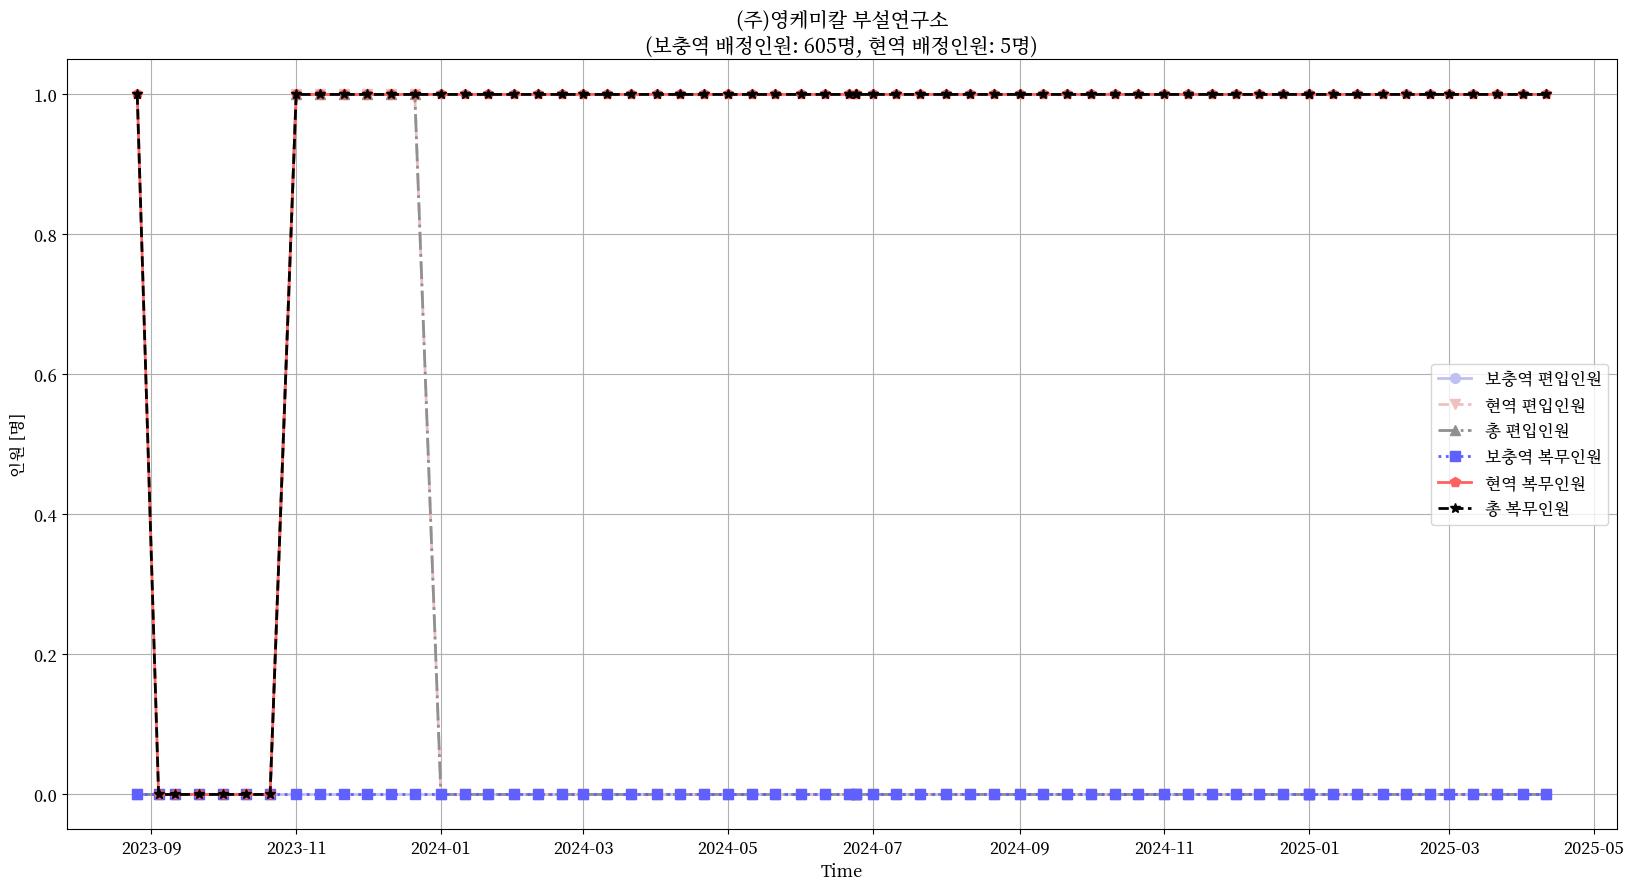 (주)영케미칼 부설연구소
(보충역 배정인원: 605명, 현역 배정인원: 5명)
인원 [명]
1.0
0.8
0.6
0.4
0.2
0.0
보충역 편입인원
현역 편입인원
총 편입인원
보충역 복무인원
현역 복무인원
총 복무인원
2023-09 2023-11 2024-01 2024-03 2024-05 2024-07 2024-09 2024-11 2025-01 2025-03 2025-05
Time